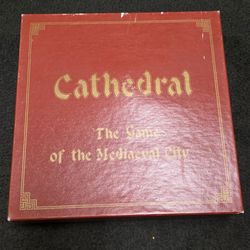 Cathedral
The Game
of the Mediaeval City